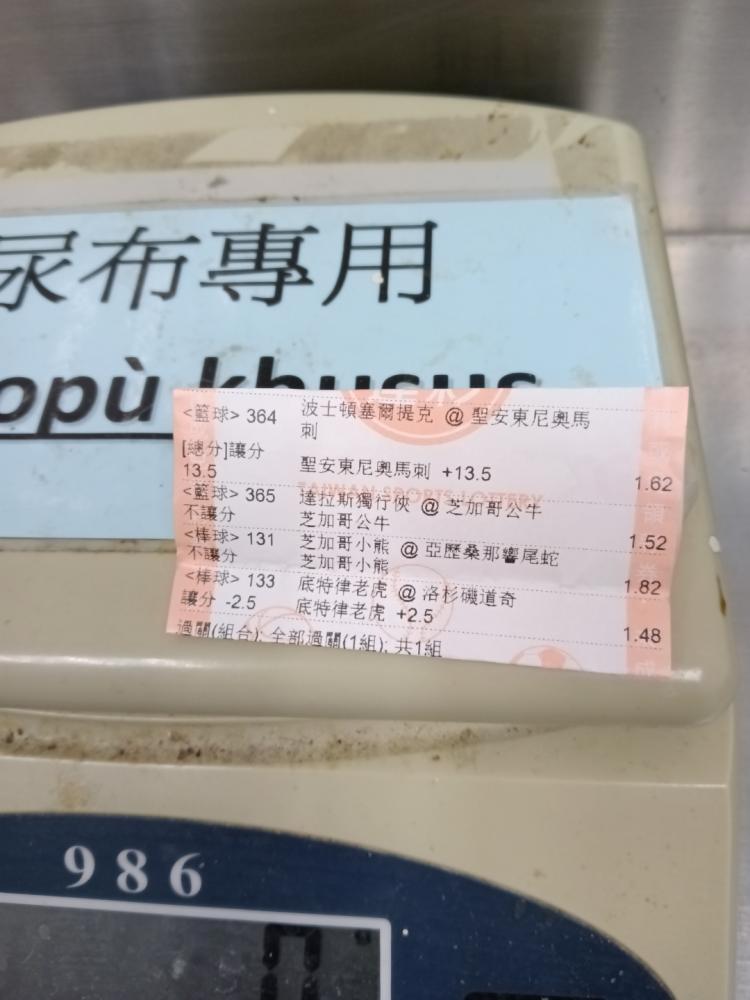 尿布專用
opù khusus
<籃球> 364 波士頓塞爾提克 @ 聖安東尼奧馬
刺
[總分]讓分
13.5 聖安東尼奧馬刺 +13.5 1.62
TAIWAN SPORTS LOTTERY
<籃球> 365 達拉斯獨行俠 @ 芝加哥公牛
不讓分 芝加哥公牛 1.52
<棒球> 131 芝加哥小熊 @ 亞歷桑那響尾蛇
不讓分 芝加哥小熊 1.82
<棒球> 133 底特律老虎 @ 洛杉磯道奇
讓分 -2.5 底特律老虎 +2.5 1.48
過關(組合): 全部過關(1組); 共1組
986
0